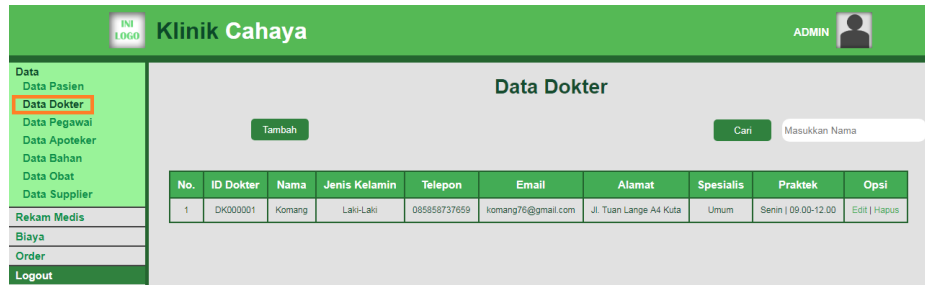 INI
LOGO
Klinik Cahaya
ADMIN
Data
Data Pasien
Data Dokter
Data Pegawai
Data Apoteker
Data Bahan
Data Obat
Data Supplier
Rekam Medis
Biaya
Order
Logout
Data Dokter
Tambah
Cari
Masukkan Nama
No. ID Dokter Nama Jenis Kelamin Telepon Email Alamat Spesialis Praktek Opsi
1 DK000001 Komang Laki-Laki 085858737659 komang76@gmail.com Jl. Tuan Lange A4 Kuta Umum Senin | 09.00-12.00 Edit | Hapus